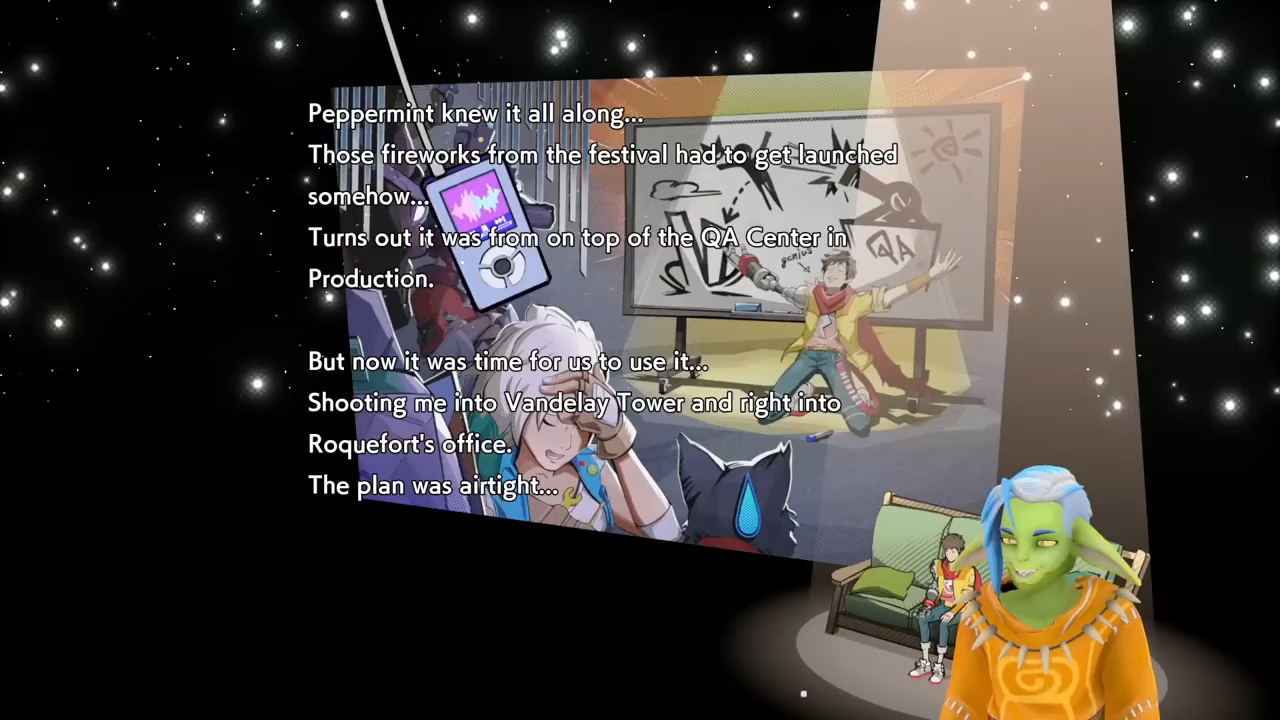 Peppermint knew it all along...
Those fireworks from the festival had to get launched
somehow...
Turns out it was from on top of the QA Center in
Production.
But now it was time for us to use it...
Shooting me into Vandelay Tower and right into
Roquefort's office.
The plan was airtight...
genius
QA